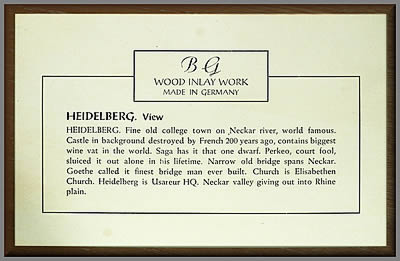 B G
WOOD INLAY WORK
MADE IN GERMANY
HEIDELBERG. View
HEIDELBERG. Fine old college town on Neckar river, world famous.
Castle in background destroyed by French 200 years ago, contains biggest
wine vat in the world. Saga has it that one dwarf. Perkeo, court fool,
sluiced it out alone in his lifetime. Narrow old bridge spans Neckar.
Goethe called it finest bridge man ever built. Church is Elisabethen
Church. Heidelberg is Usareur HQ. Neckar valley giving out into Rhine
plain.